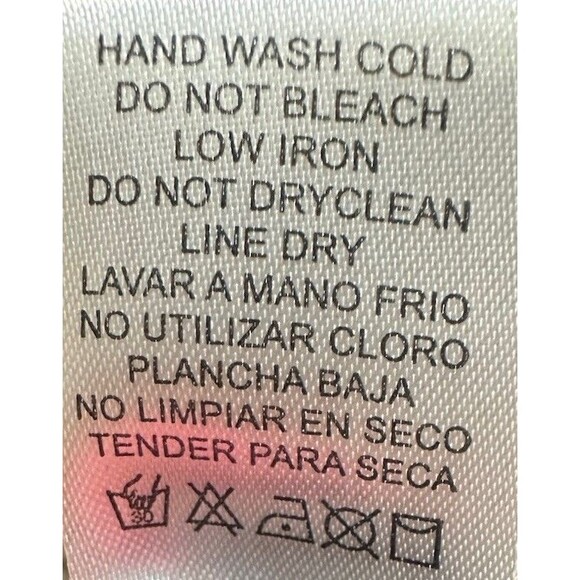 HAND WASH COLD
DO NOT BLEACH
LOW IRON
DO NOT DRYCLEAN
LINE DRY
LAVAR A MANO FRIO
NO UTILIZAR CLORO
PLANCHA BAJA
NO LIMPIAR EN SECO
TENDER PARA SECA
30